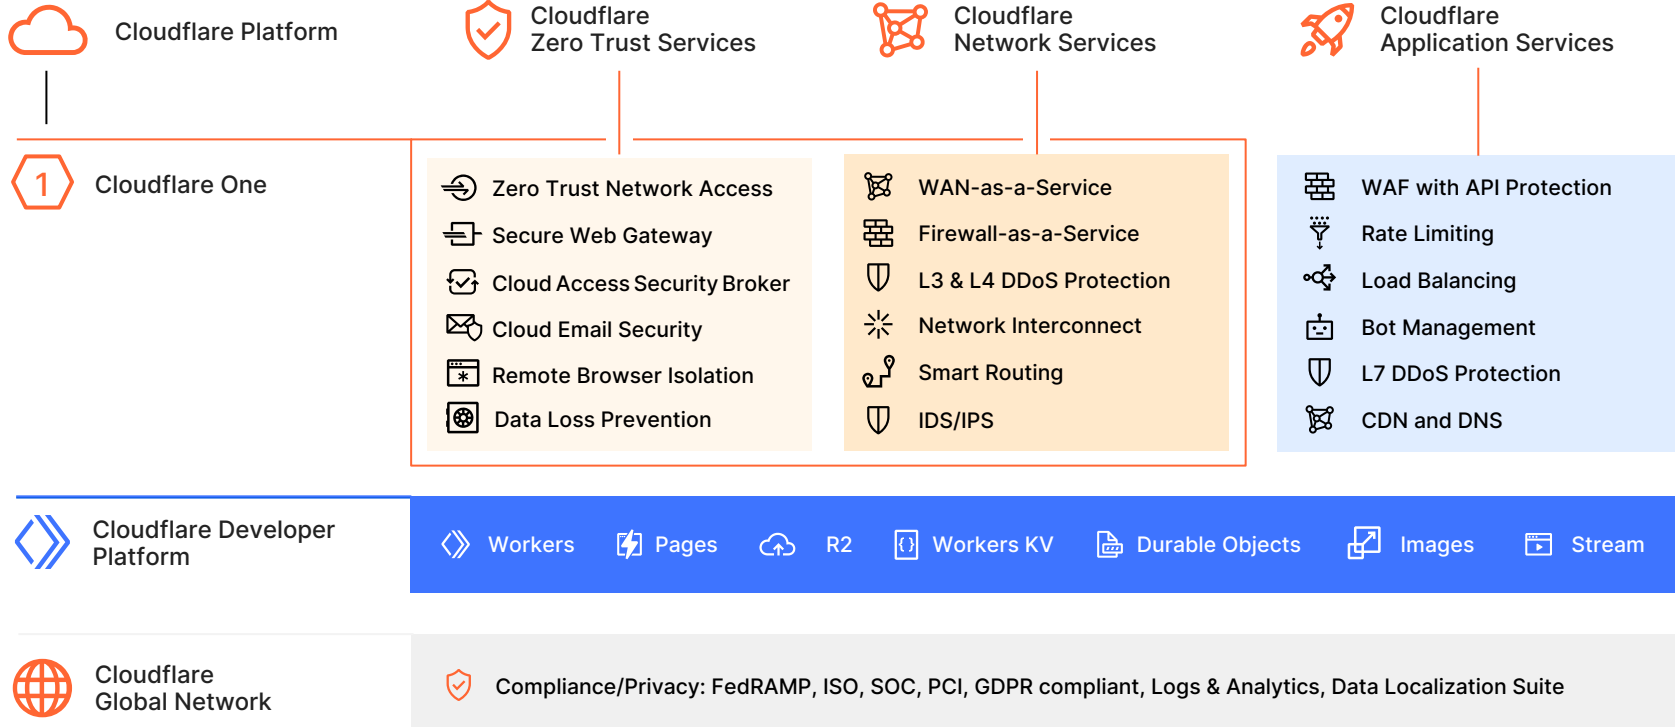 Cloudflare Platform
Cloudflare
Zero Trust Services
Cloudflare
Network Services
Cloudflare
Application Services
1
Cloudflare One
Zero Trust Network Access
Secure Web Gateway
Cloud Access Security Broker
Cloud Email Security
Remote Browser Isolation
Data Loss Prevention
WAN-as-a-Service
Firewall-as-a-Service
L3 & L4 DDoS Protection
Network Interconnect
Smart Routing
IDS/IPS
WAF with API Protection
Rate Limiting
Load Balancing
Bot Management
L7 DDoS Protection
CDN and DNS
Cloudflare Developer
Platform
Workers
Pages
R2
Workers KV
Durable Objects
Images
Stream
Cloudflare
Global Network
Compliance/Privacy: FedRAMP, ISO, SOC, PCI, GDPR compliant, Logs & Analytics, Data Localization Suite